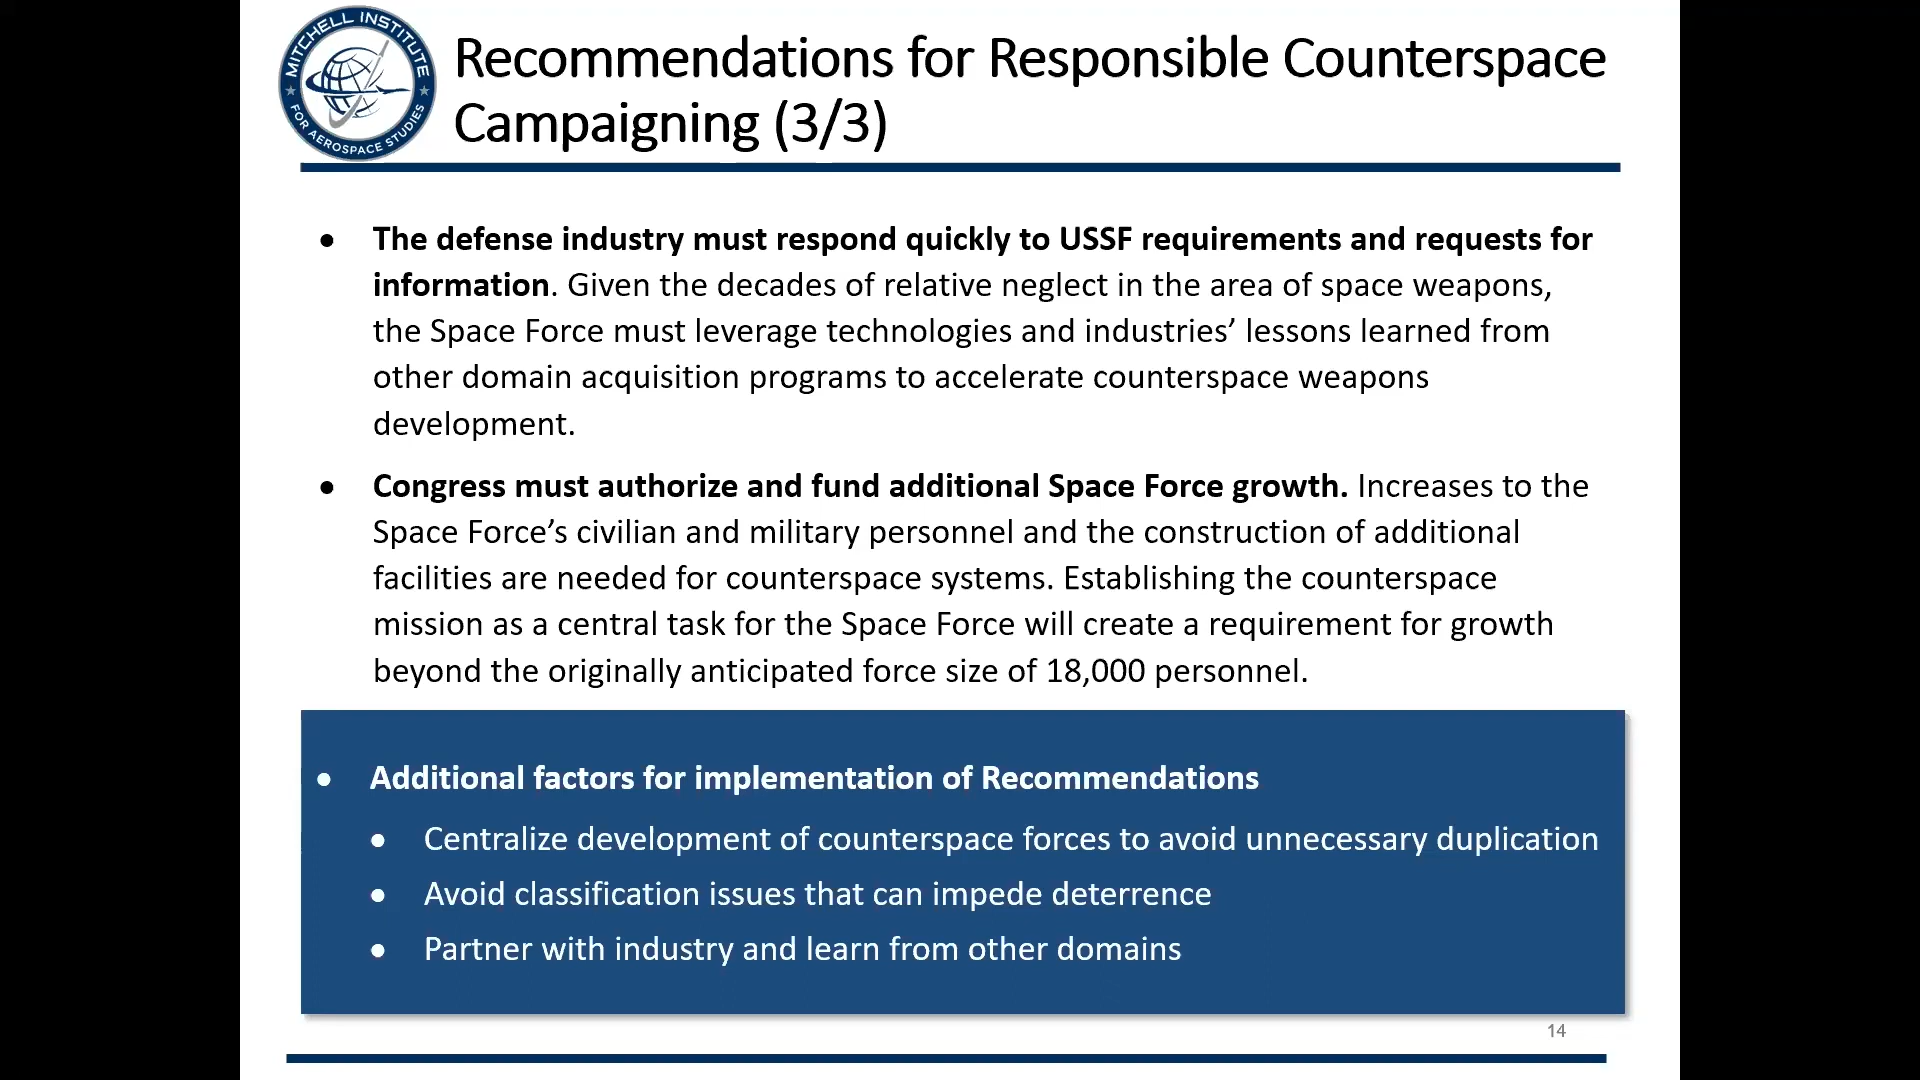 MITCHELL INSTITUTE
FOR AEROSPACE STUDIES
Recommendations for Responsible Counterspace
Campaigning (3/3)
• The defense industry must respond quickly to USSF requirements and requests for
information. Given the decades of relative neglect in the area of space weapons,
the Space Force must leverage technologies and industries’ lessons learned from
other domain acquisition programs to accelerate counterspace weapons
development.
• Congress must authorize and fund additional Space Force growth. Increases to the
Space Force’s civilian and military personnel and the construction of additional
facilities are needed for counterspace systems. Establishing the counterspace
mission as a central task for the Space Force will create a requirement for growth
beyond the originally anticipated force size of 18,000 personnel.
• Additional factors for implementation of Recommendations
• Centralize development of counterspace forces to avoid unnecessary duplication
• Avoid classification issues that can impede deterrence
• Partner with industry and learn from other domains
14